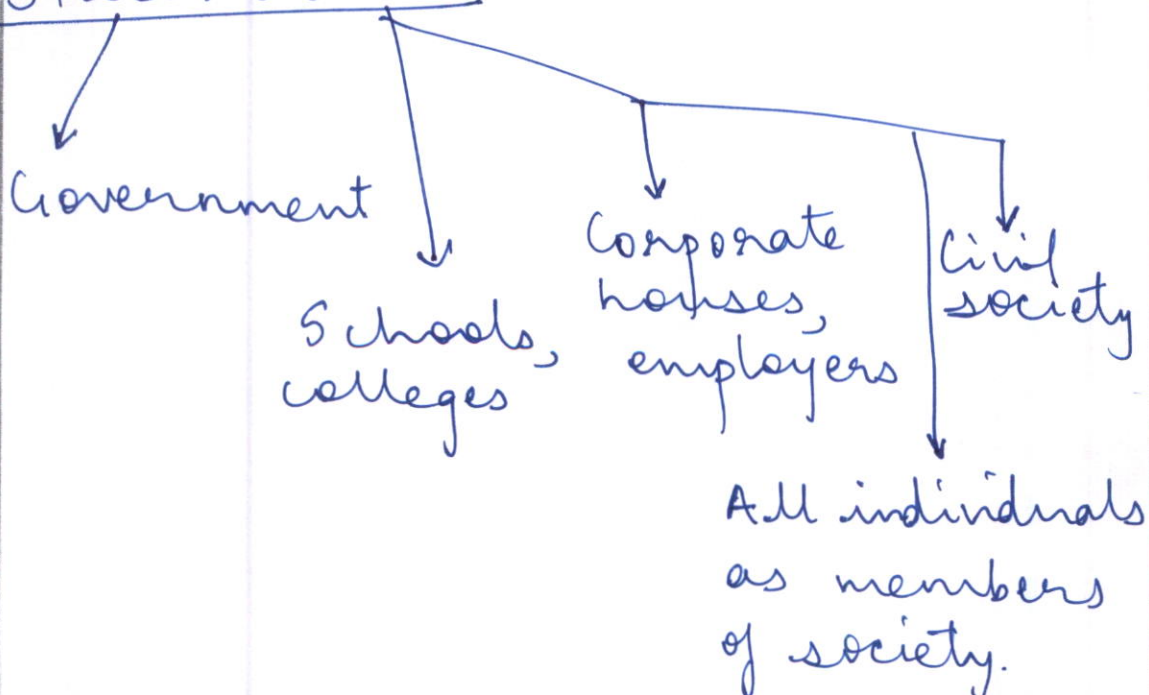 Government
Schools,
colleges
Corporate
houses,
employers
Civil
society
All individuals
as members
of society.